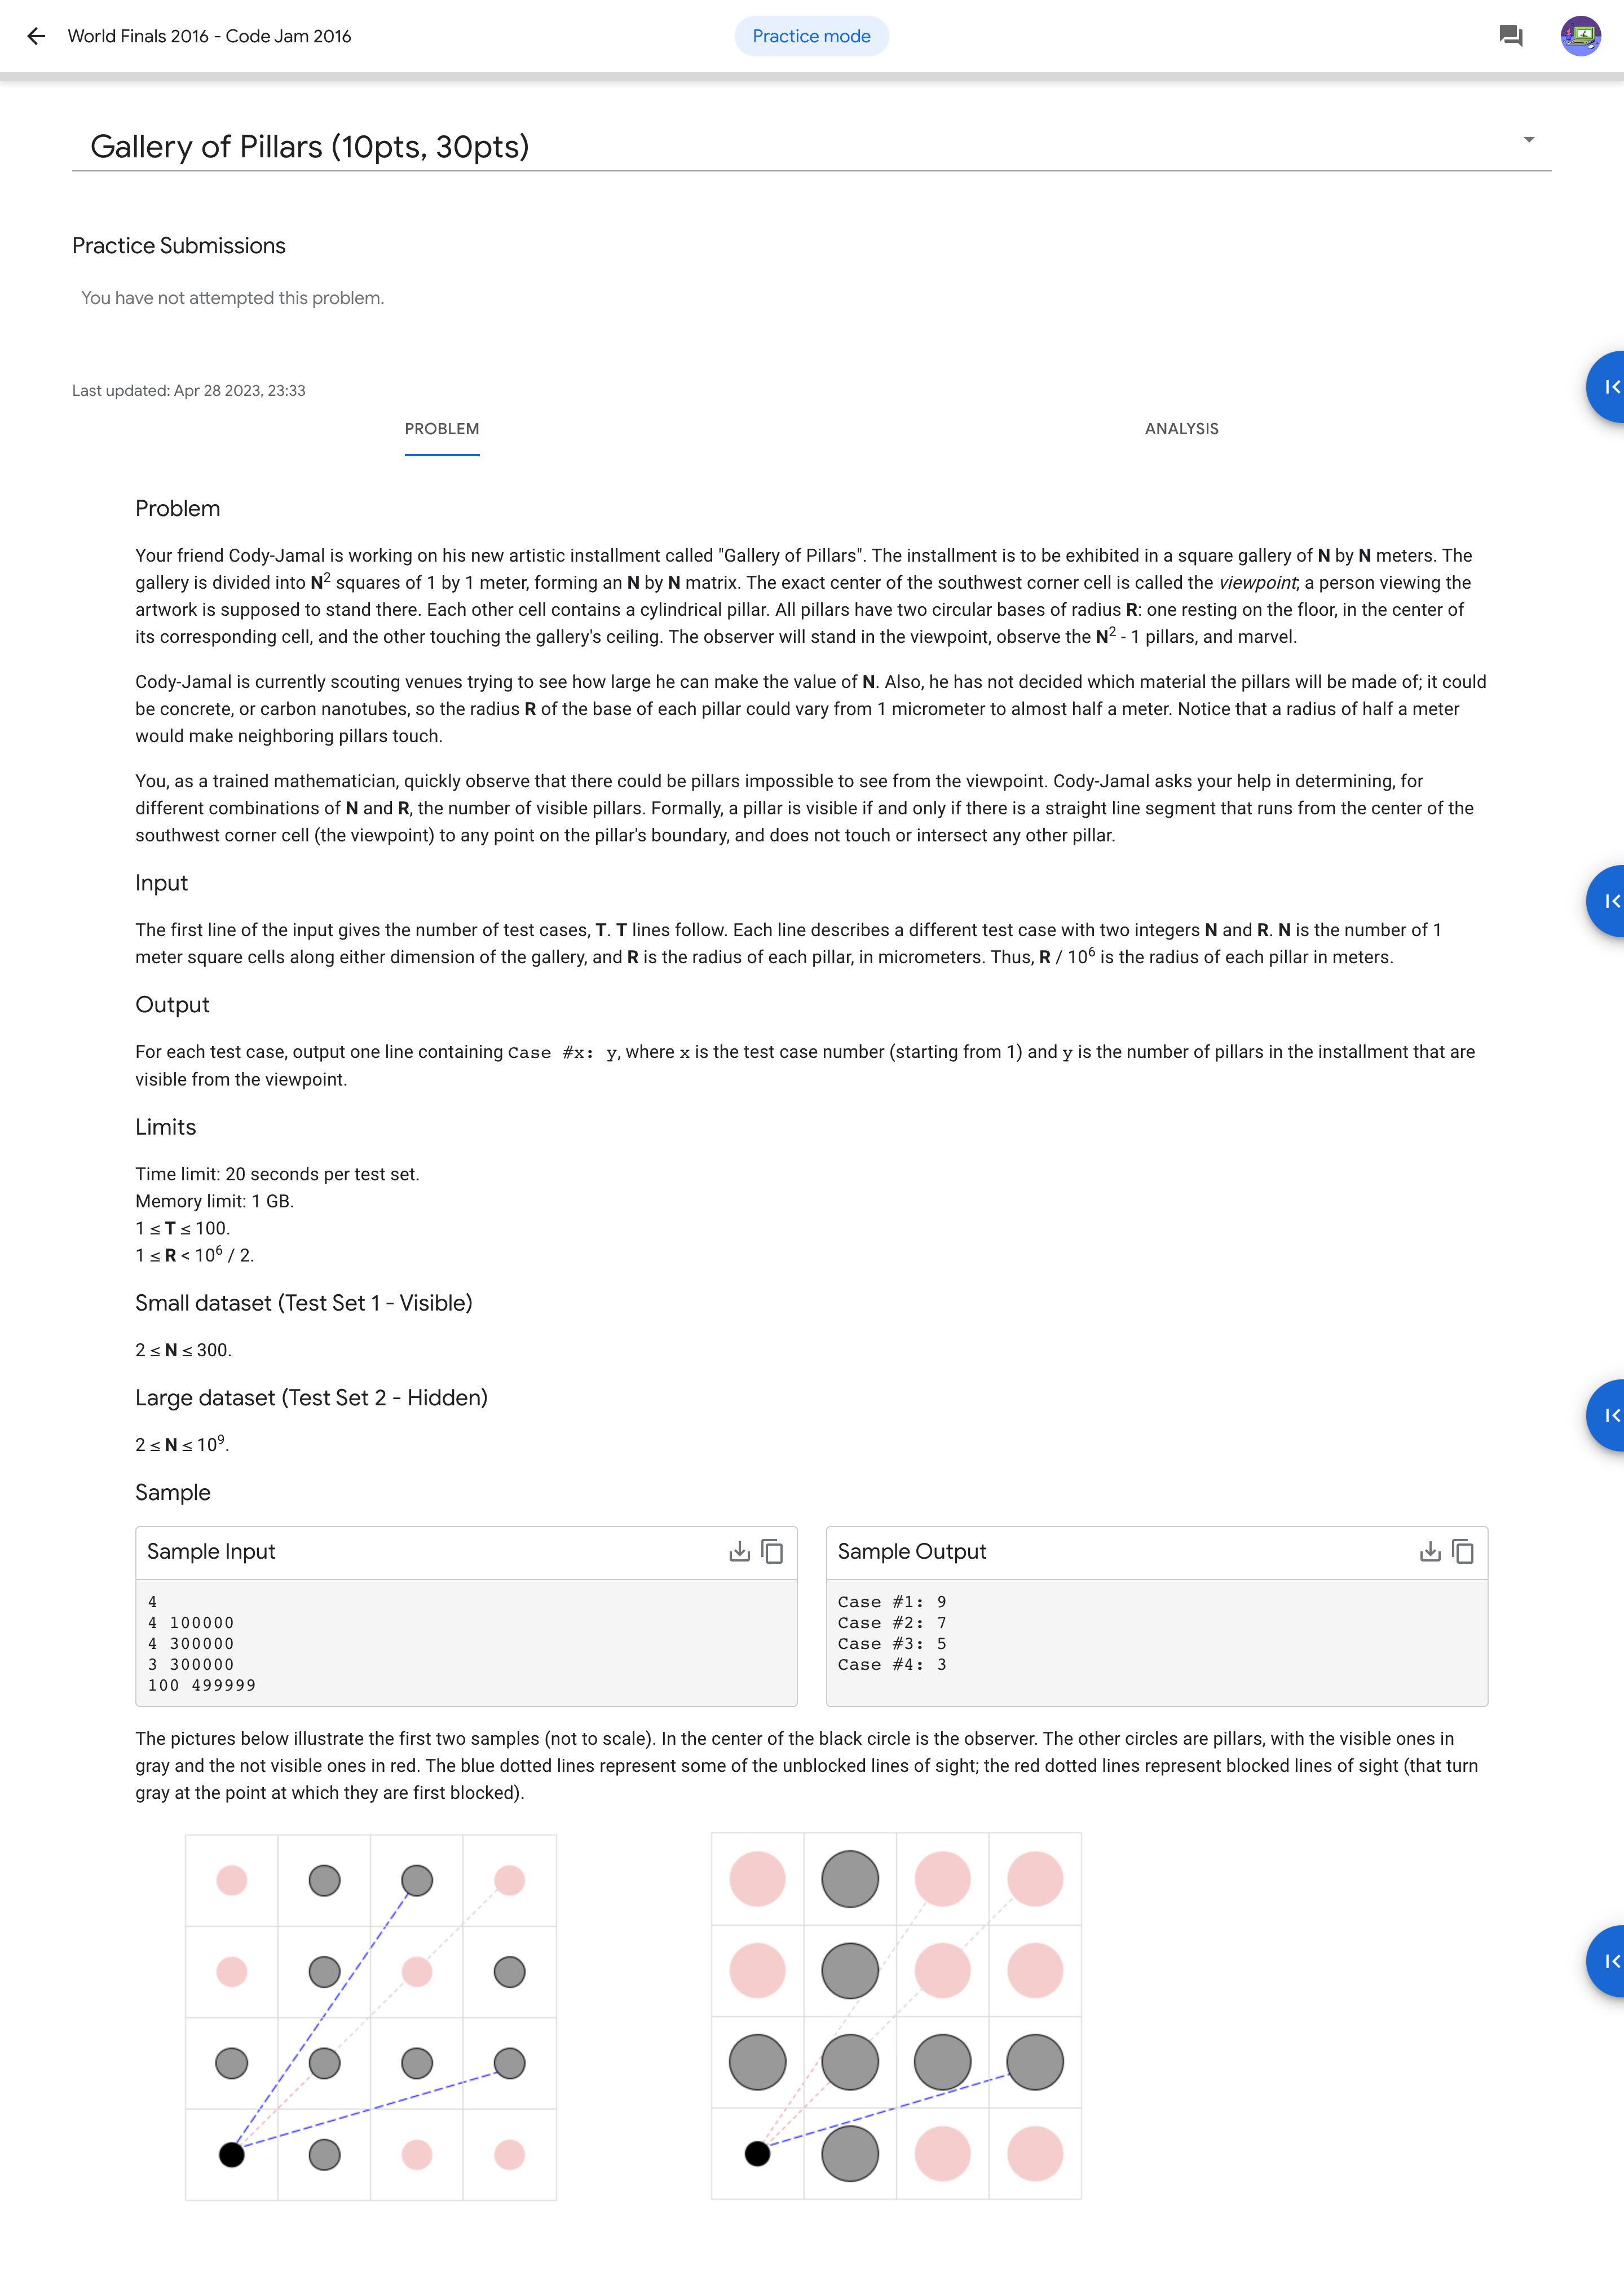 World Finals 2016 - Code Jam 2016
Practice mode
Gallery of Pillars (10pts, 30pts)
Practice Submissions
You have not attempted this problem.
Last updated: Apr 28 2023, 23:33
PROBLEM
ANALYSIS
Problem
Your friend Cody-Jamal is working on his new artistic installment called "Gallery of Pillars". The installment is to be exhibited in a square gallery of N by N meters. The
gallery is divided into N² squares of 1 by 1 meter, forming an N by N matrix. The exact center of the southwest corner cell is called the viewpoint; a person viewing the
artwork is supposed to stand there. Each other cell contains a cylindrical pillar. All pillars have two circular bases of radius R: one resting on the floor, in the center of
its corresponding cell, and the other touching the gallery's ceiling. The observer will stand in the viewpoint, observe the N² - 1 pillars, and marvel.
Cody-Jamal is currently scouting venues trying to see how large he can make the value of N. Also, he has not decided which material the pillars will be made of; it could
be concrete, or carbon nanotubes, so the radius R of the base of each pillar could vary from 1 micrometer to almost half a meter. Notice that a radius of half a meter
would make neighboring pillars touch.
You, as a trained mathematician, quickly observe that there could be pillars impossible to see from the viewpoint. Cody-Jamal asks your help in determining, for
different combinations of N and R, the number of visible pillars. Formally, a pillar is visible if and only if there is a straight line segment that runs from the center of the
southwest corner cell (the viewpoint) to any point on the pillar's boundary, and does not touch or intersect any other pillar.
Input
The first line of the input gives the number of test cases, T. T lines follow. Each line describes a different test case with two integers N and R. N is the number of 1
meter square cells along either dimension of the gallery, and R is the radius of each pillar, in micrometers. Thus, R / 10⁶ is the radius of each pillar in meters.
Output
For each test case, output one line containing Case #x: y, where x is the test case number (starting from 1) and y is the number of pillars in the installment that are
visible from the viewpoint.
Limits
Time limit: 20 seconds per test set.
Memory limit: 1 GB.
1 ≤ T ≤ 100.
1 ≤ R < 10⁶ / 2.
Small dataset (Test Set 1 - Visible)
2 ≤ N ≤ 300.
Large dataset (Test Set 2 - Hidden)
2 ≤ N ≤ 10⁹.
Sample
Sample Input
4
4 100000
4 300000
3 300000
100 499999
Sample Output
Case #1: 9
Case #2: 7
Case #3: 5
Case #4: 3
The pictures below illustrate the first two samples (not to scale). In the center of the black circle is the observer. The other circles are pillars, with the visible ones in
gray and the not visible ones in red. The blue dotted lines represent some of the unblocked lines of sight; the red dotted lines represent blocked lines of sight (that turn
gray at the point at which they are first blocked).